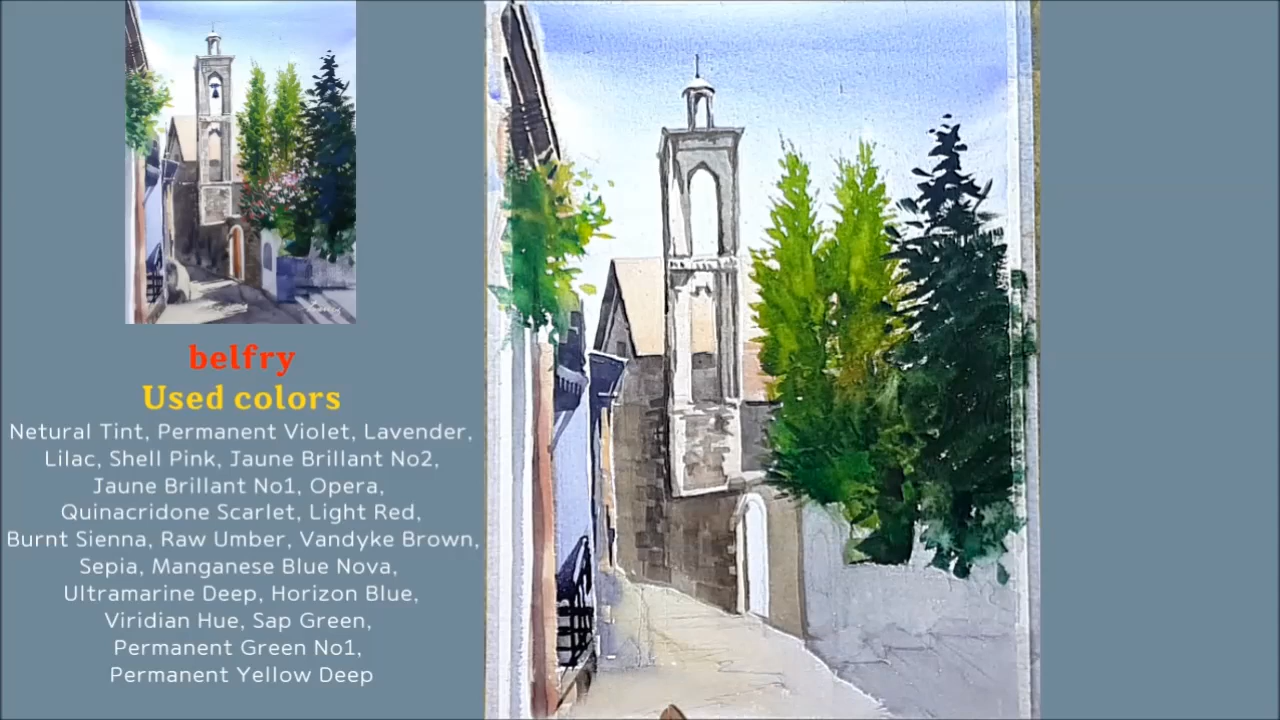 belfry
Used colors
Netural Tint, Permanent Violet, Lavender,
Lilac, Shell Pink, Jaune Brillant No2,
Jaune Brillant No1, Opera,
Quinacridone Scarlet, Light Red,
Burnt Sienna, Raw Umber, Vandyke Brown,
Sepia, Manganese Blue Nova,
Ultramarine Deep, Horizon Blue,
Viridian Hue, Sap Green,
Permanent Green No1,
Permanent Yellow Deep